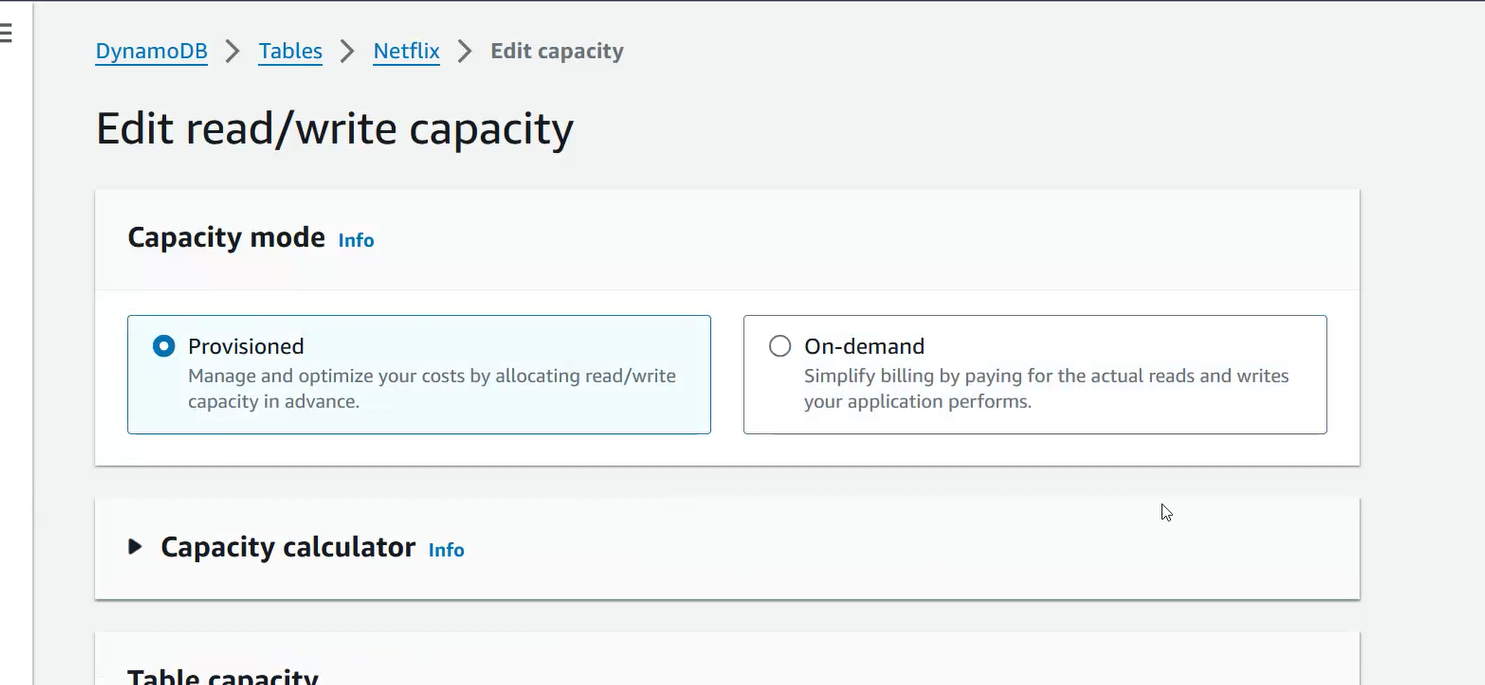 DynamoDB > Tables > Netflix > Edit capacity
Edit read/write capacity
Capacity mode Info
Provisioned
Manage and optimize your costs by allocating read/write
capacity in advance.
On-demand
Simplify billing by paying for the actual reads and writes
your application performs.
Capacity calculator Info
Table capacity